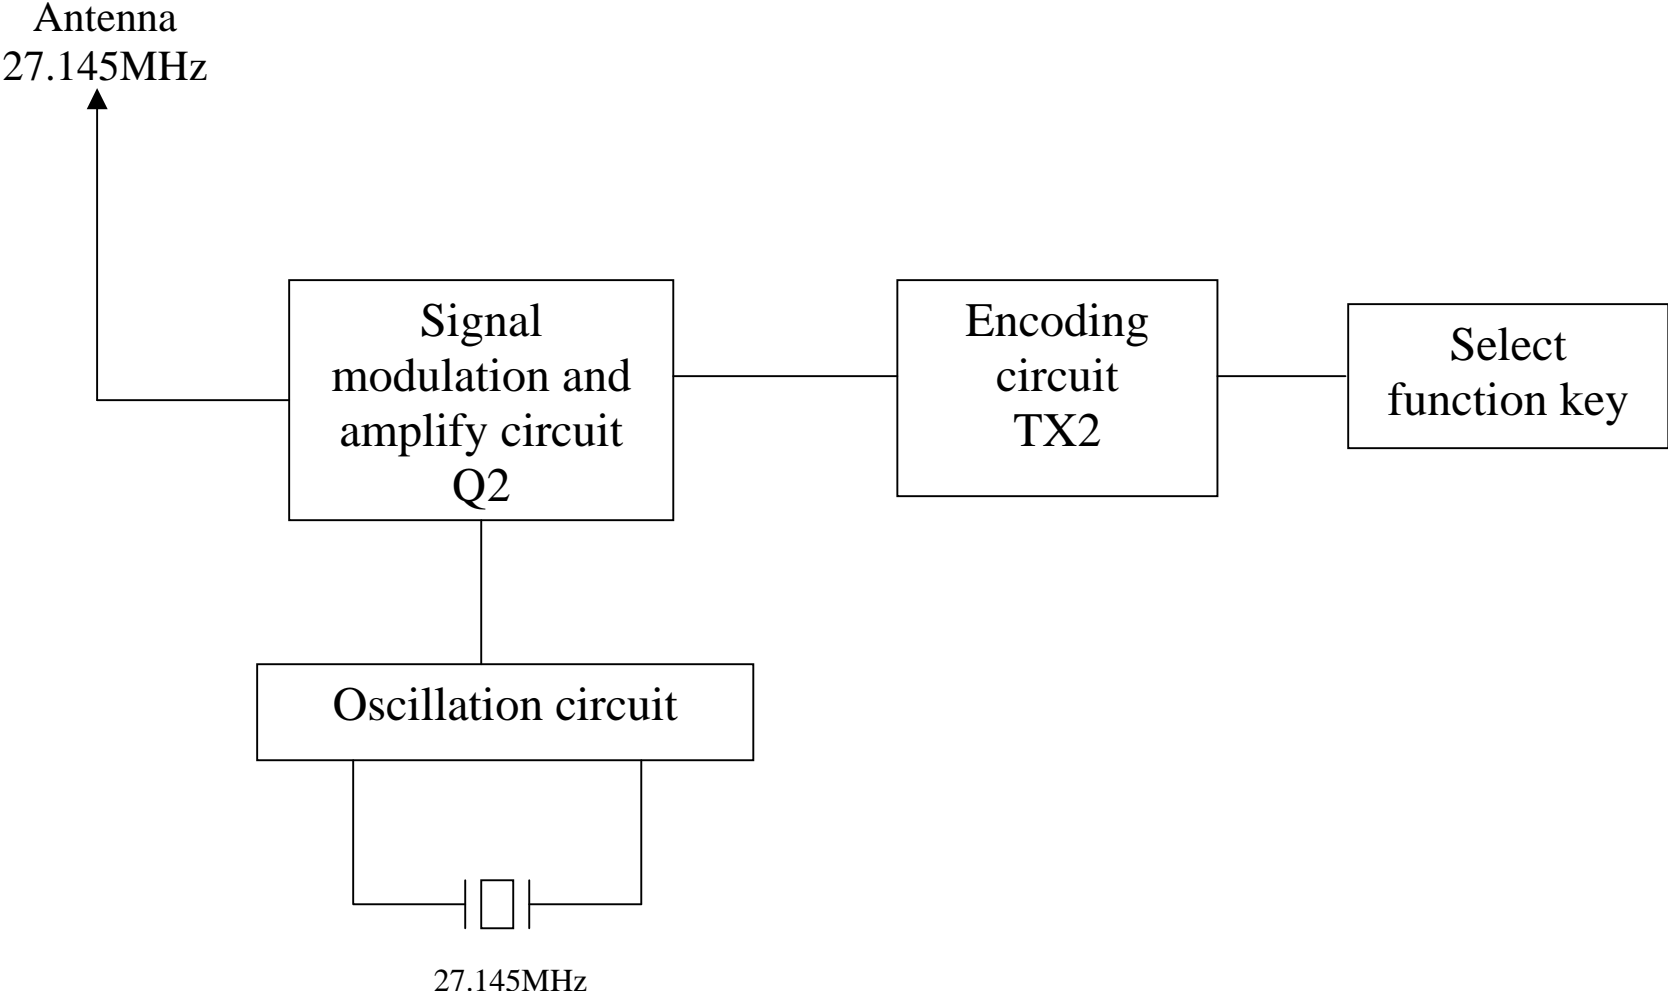 Antenna
27.145MHz
Signal
modulation and
amplify circuit
Q2
Encoding
circuit
TX2
Select
function key
Oscillation circuit
27.145MHz